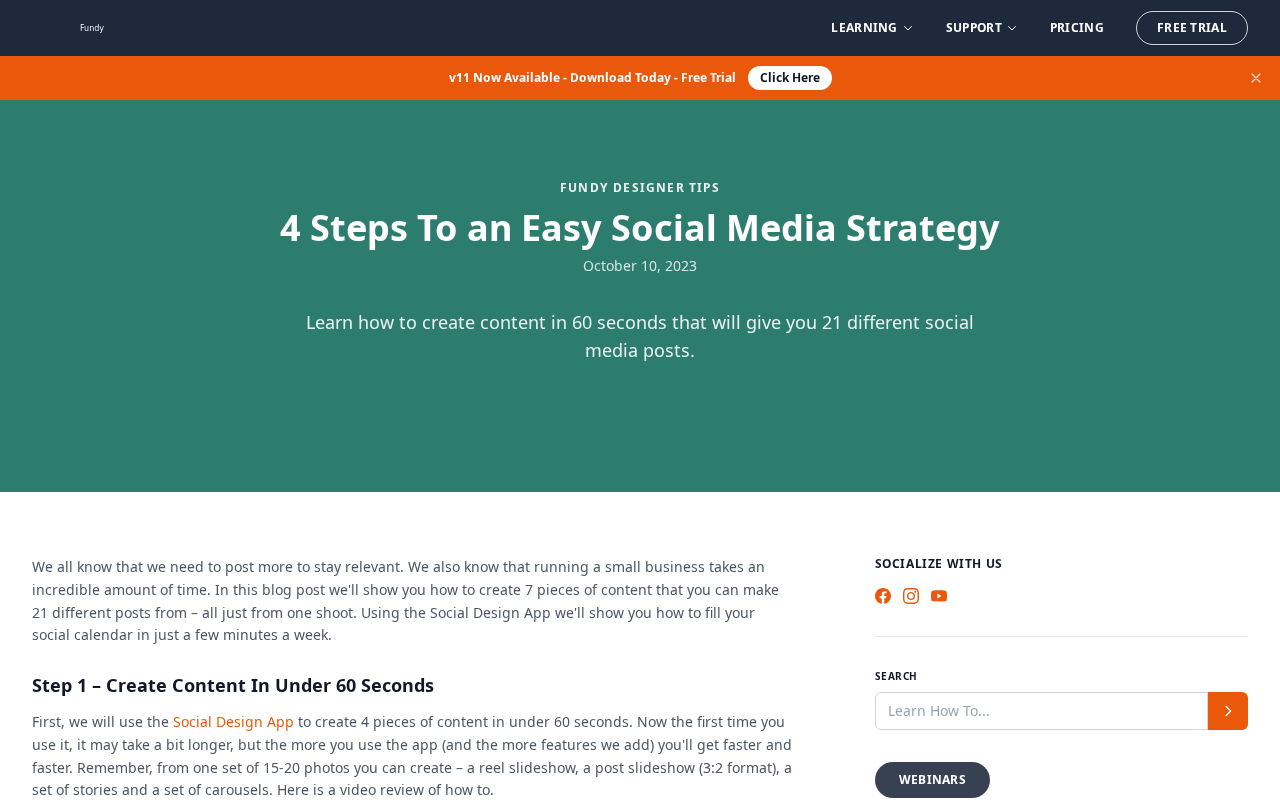 Fundy
LEARNING
SUPPORT
PRICING
FREE TRIAL
v11 Now Available - Download Today - Free Trial
Click Here
FUNDY DESIGNER TIPS
4 Steps To an Easy Social Media Strategy
October 10, 2023
Learn how to create content in 60 seconds that will give you 21 different social
media posts.
We all know that we need to post more to stay relevant. We also know that running a small business takes an
incredible amount of time. In this blog post we'll show you how to create 7 pieces of content that you can make
21 different posts from – all just from one shoot. Using the Social Design App we'll show you how to fill your
social calendar in just a few minutes a week.
Step 1 – Create Content In Under 60 Seconds
First, we will use the Social Design App to create 4 pieces of content in under 60 seconds. Now the first time you
use it, it may take a bit longer, but the more you use the app (and the more features we add) you'll get faster and
faster. Remember, from one set of 15-20 photos you can create – a reel slideshow, a post slideshow (3:2 format), a
set of stories and a set of carousels. Here is a video review of how to.
SOCIALIZE WITH US
SEARCH
Learn How To...
WEBINARS